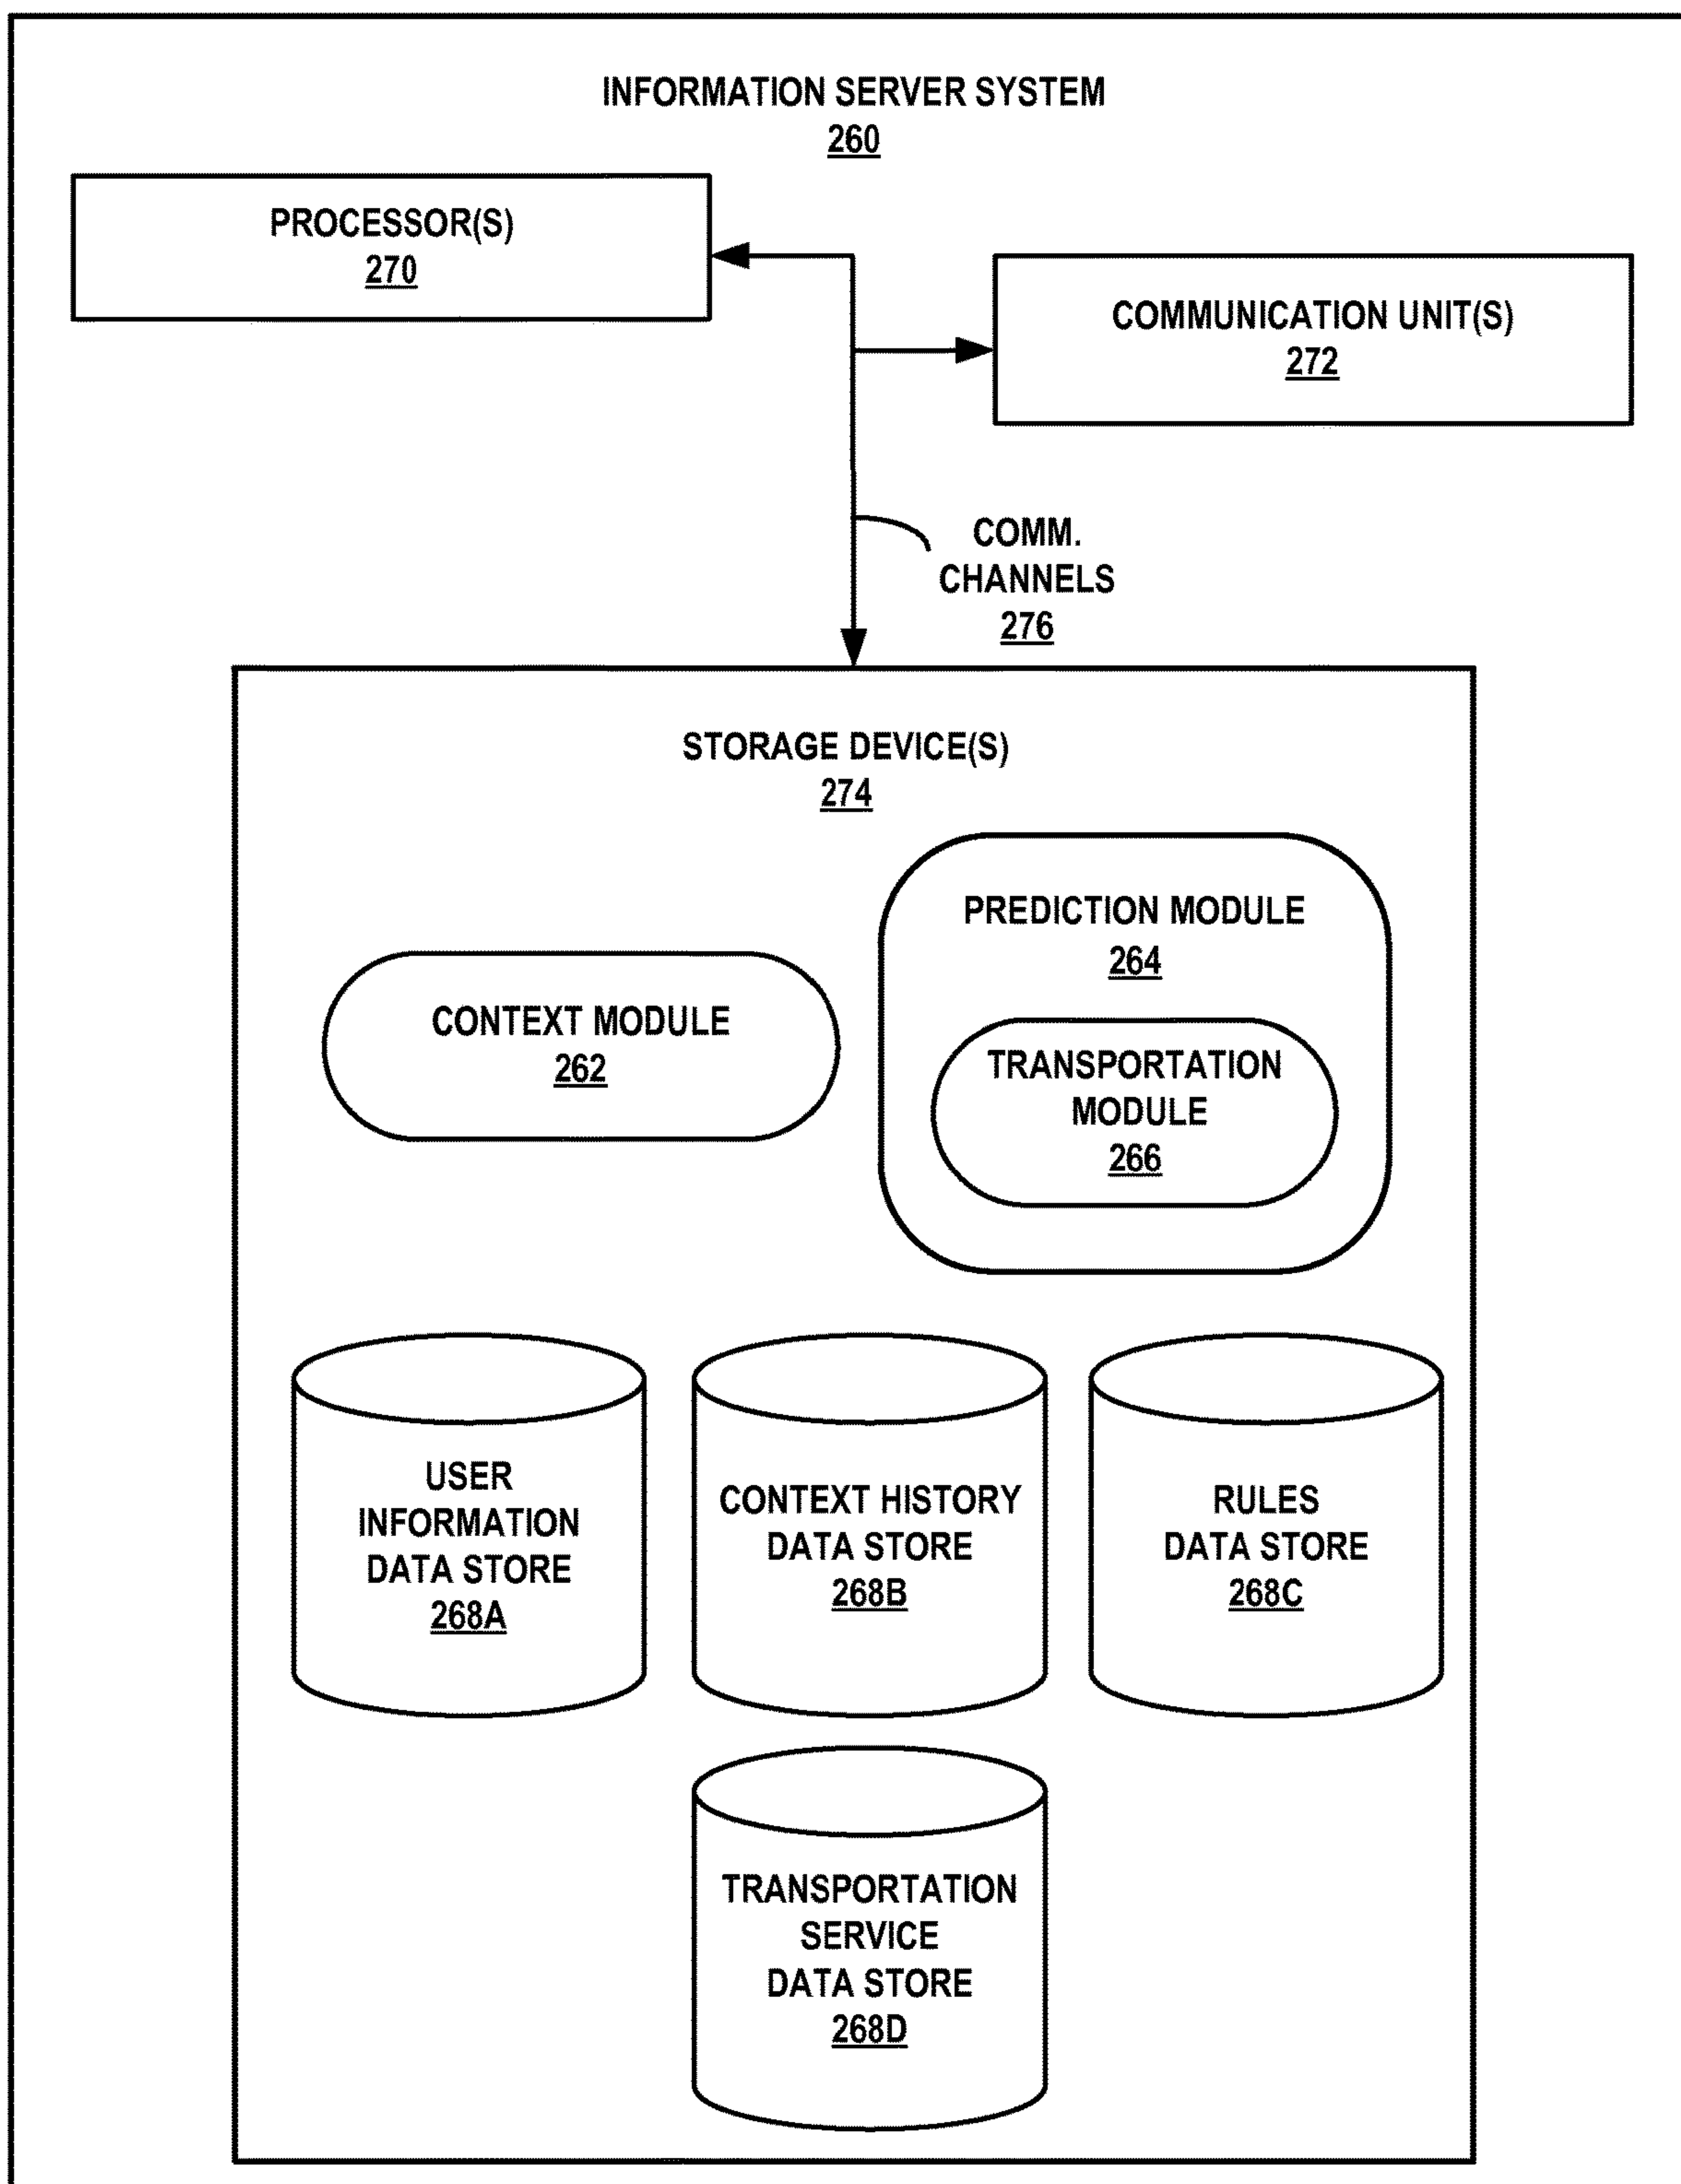 INFORMATION SERVER SYSTEM
260
PROCESSOR(S)
270
COMMUNICATION UNIT(S)
272
COMM.
CHANNELS
276
STORAGE DEVICE(S)
274
PREDICTION MODULE
264
CONTEXT MODULE
262
TRANSPORTATION
MODULE
266
USER
INFORMATION
DATA STORE
268A
CONTEXT HISTORY
DATA STORE
268B
RULES
DATA STORE
268C
TRANSPORTATION
SERVICE
DATA STORE
268D